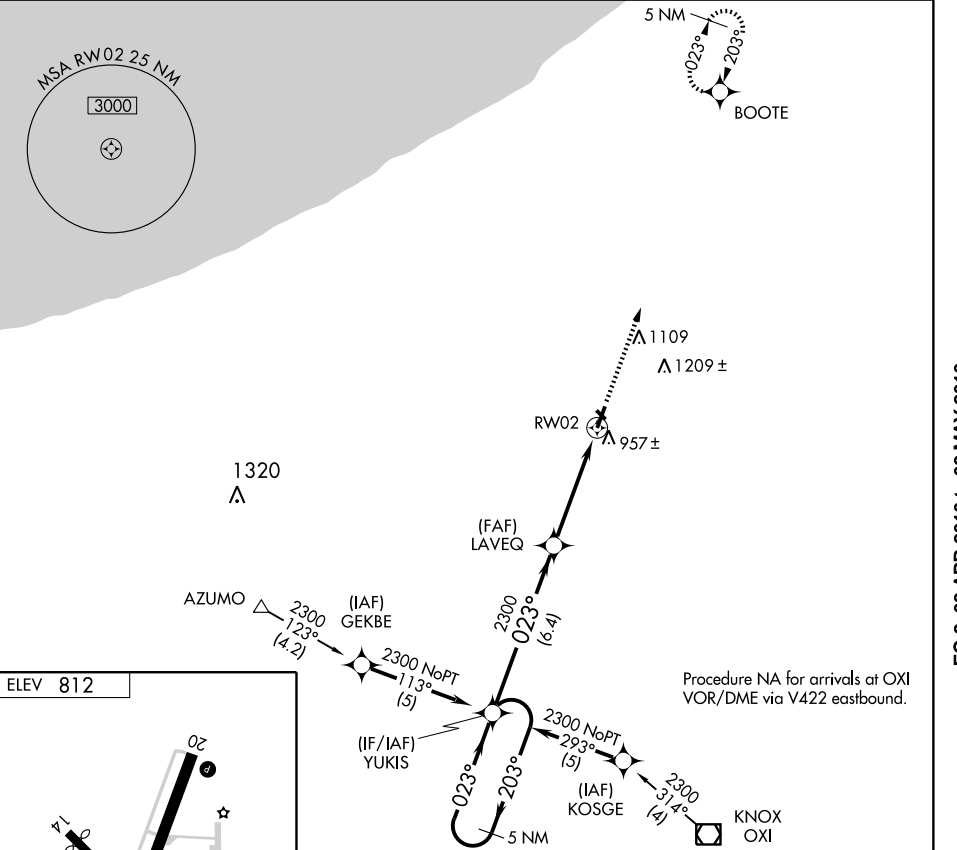 MSA RW02 25 NM
3000
5 NM
023°
203°
BOOTE
1109
1209 ±
RW02
957 ±
1320
(FAF)
LAVEQ
2300
023°
(6.4)
AZUMO
2300
123°
(4.2)
(IAF)
GEKBE
2300 NoPT
113°
(5)
(IF/IAF)
YUKIS
2300 NoPT
293°
(5)
(IAF)
KOSGE
2300
314°
(4)
KNOX
OXI
Procedure NA for arrivals at OXI
VOR/DME via V422 eastbound.
023°
203°
5 NM
ELEV 812
20
P
14